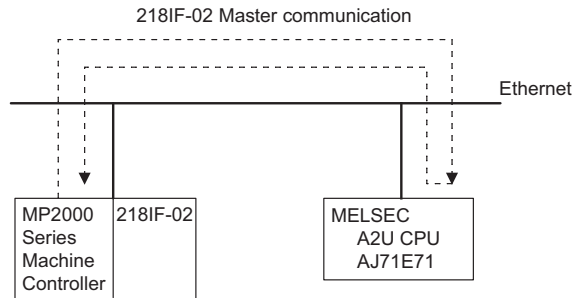 218IF-02 Master communication
Ethernet
MP2000
Series
Machine
Controller
218IF-02
MELSEC
A2U CPU
AJ71E71